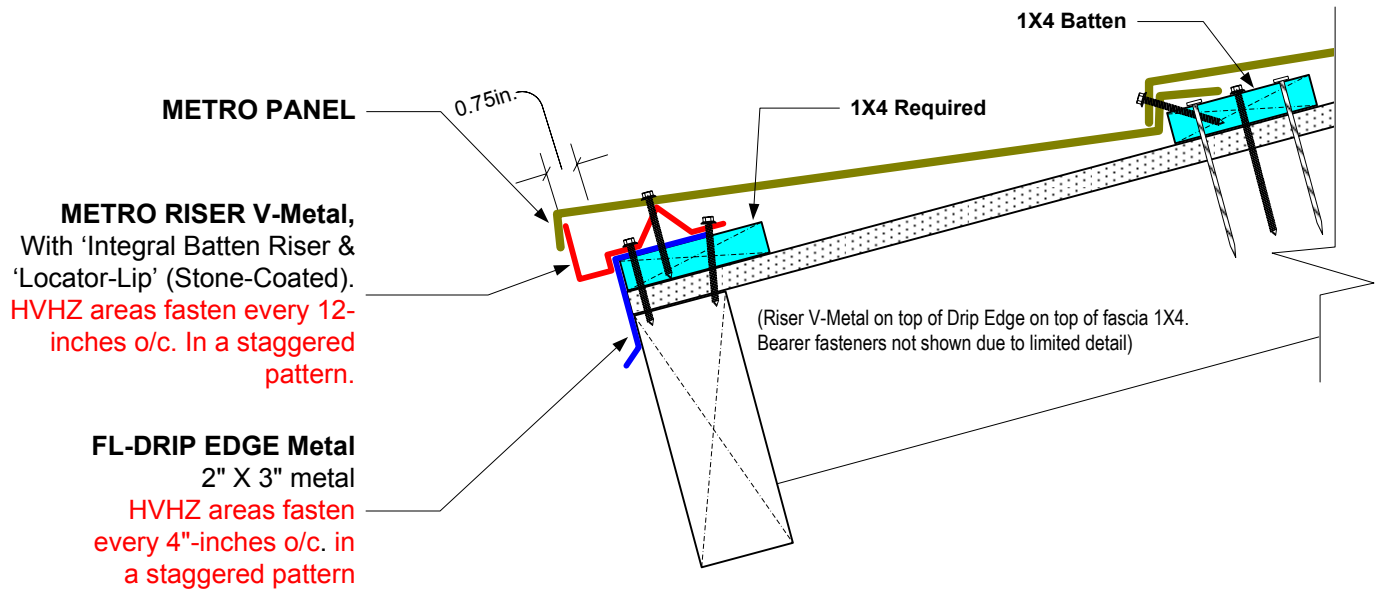 1X4 Batten
METRO PANEL
0.75in.
1X4 Required
METRO RISER V-Metal,
With ‘Integral Batten Riser &
‘Locator-Lip’ (Stone-Coated).
HVHZ areas fasten every 12-
inches o/c. In a staggered
pattern.
(Riser V-Metal on top of Drip Edge on top of fascia 1X4.
Bearer fasteners not shown due to limited detail)
FL-DRIP EDGE Metal
2" X 3" metal
HVHZ areas fasten
every 4"-inches o/c. in
a staggered pattern